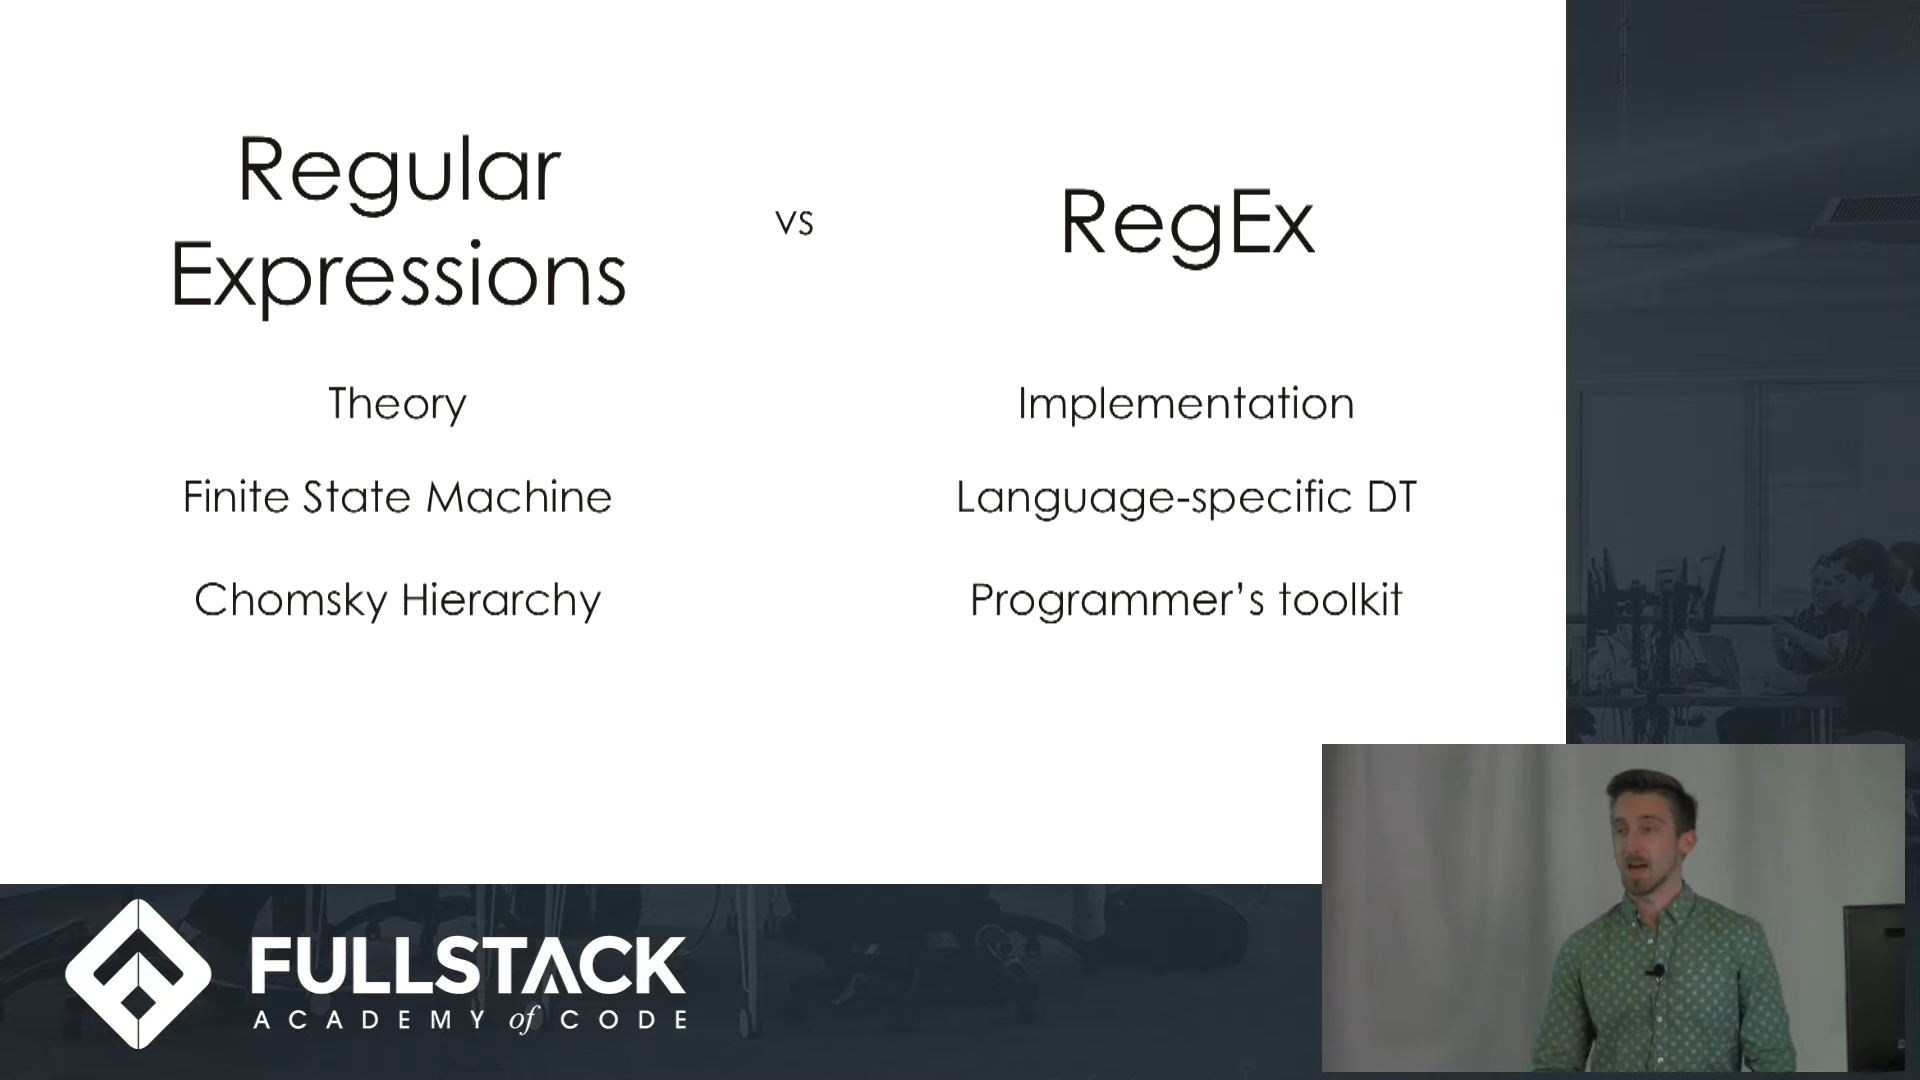 Regular
Expressions
vs
RegEx
Theory
Implementation
Finite State Machine
Language-specific DT
Chomsky Hierarchy
Programmer’s toolkit
FULLSTACK
ACADEMY of CODE